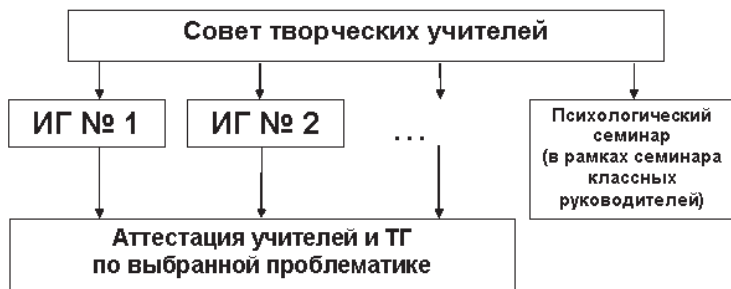 Совет творческих учителей
ИГ № 1
ИГ № 2
...
Психологический
семинар
(в рамках семинара
классных
руководителей)
Аттестация учителей и ТГ
по выбранной проблематике